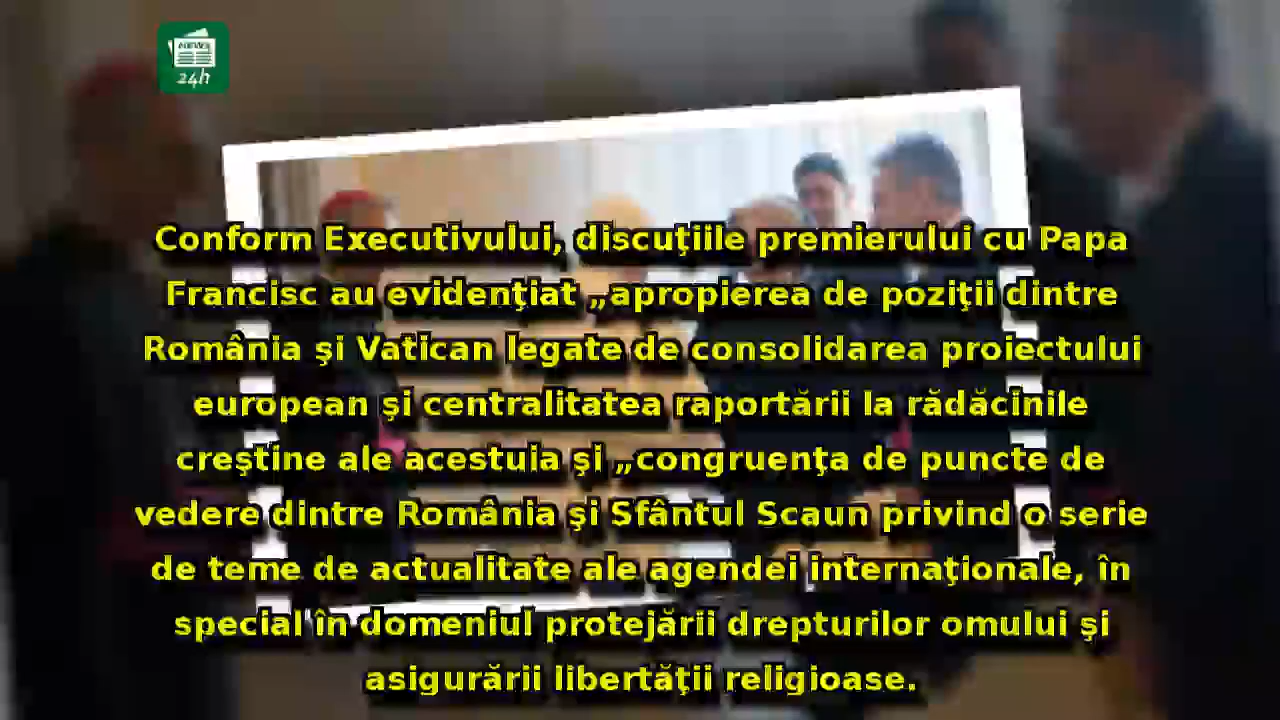 NEWS
24h
Conform Executivului, discuţiile premierului cu Papa
Francisc au evidenţiat „apropierea de poziţii dintre
România şi Vatican legate de consolidarea proiectului
european şi centralitatea raportării la rădăcinile
creştine ale acestuia şi „congruenţa de puncte de
vedere dintre România şi Sfântul Scaun privind o serie
de teme de actualitate ale agendei internaţionale, în
special în domeniul protejării drepturilor omului şi
asigurării libertăţii religioase.